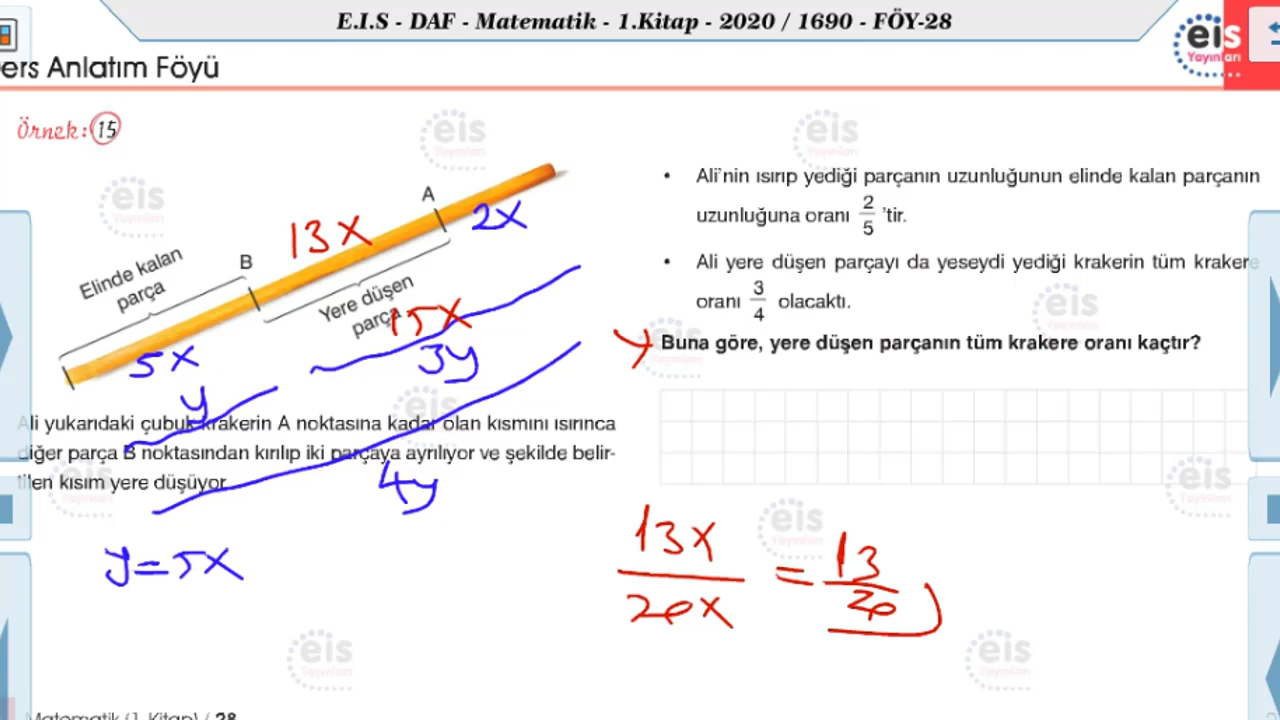 E.I.S - DAF - Matematik - 1.Kitap - 2020 / 1690 - FÖY-28
eis
Yayınları
ers Anlatım Föyü
Örnek: 15
A
2x
13x
B
Elinde kalan
parça
Yere düşen
parça
15x
5x
3y
y
Ali yukarıdaki çubuk krakerin A noktasına kadar olan kısmını ısırınca
diğer parça B noktasından kırılıp iki parçaya ayrılıyor ve şekilde belir-
tilen kısım yere düşüyor.
4y
y=5x
• Ali'nin ısırıp yediği parçanın uzunluğunun elinde kalan parçanın
uzunluğuna oranı 2/5 'tir.
• Ali yere düşen parçayı da yeseydi yediği krakerin tüm krakere
oranı 3/4 olacaktı.
Buna göre, yere düşen parçanın tüm krakere oranı kaçtır?
13x/20x = 13/20
Matematik (1. Kitap) / 28